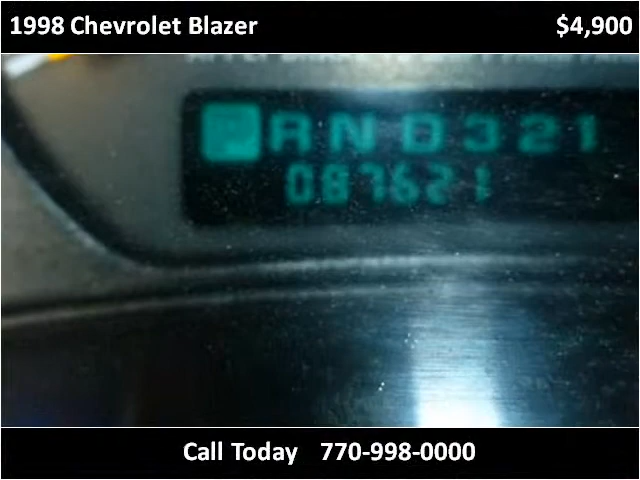 1998 Chevrolet Blazer $4,900
P R N D 3 2 1
087621
Call Today 770-998-0000